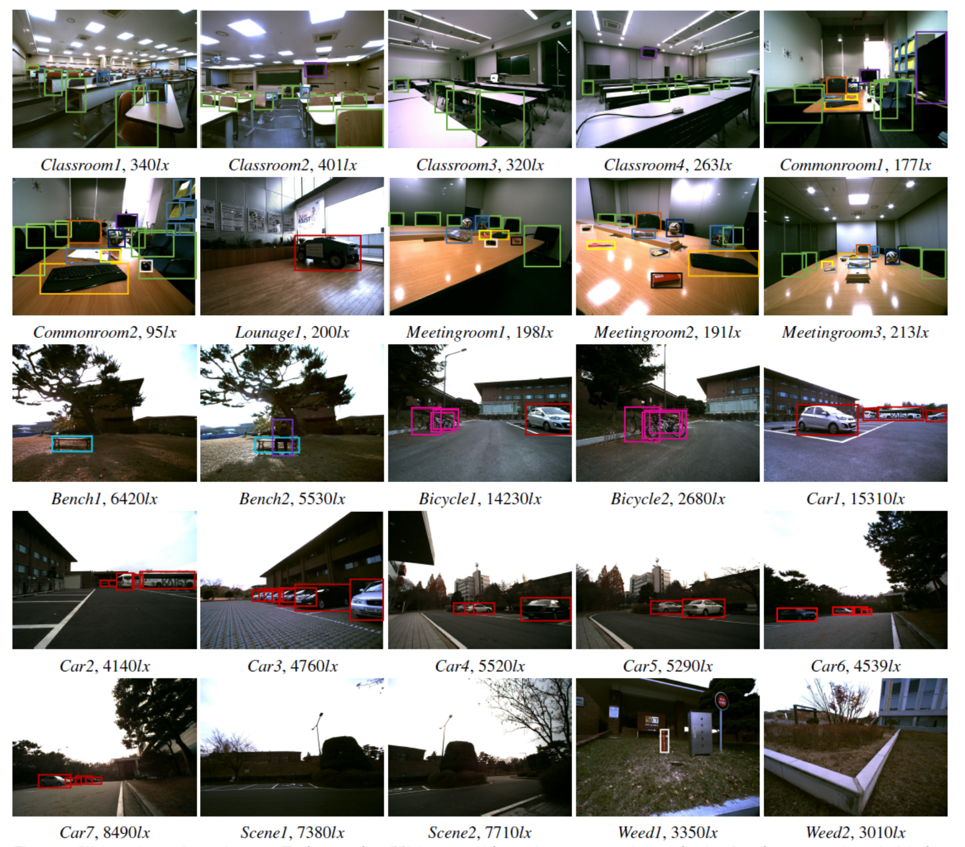 Classroom1, 340lx
Classroom2, 401lx
Classroom3, 320lx
Classroom4, 263lx
Commonroom1, 177lx
Commonroom2, 95lx
Lounage1, 200lx
Meetingroom1, 198lx
Meetingroom2, 191lx
Meetingroom3, 213lx
Bench1, 6420lx
Bench2, 5530lx
Bicycle1, 14230lx
Bicycle2, 2680lx
Car1, 15310lx
KAIST
Car2, 4140lx
Car3, 4760lx
Car4, 5520lx
Car5, 5290lx
Car6, 4539lx
Car7, 8490lx
Scene1, 7380lx
Scene2, 7710lx
Weed1, 3350lx
Weed2, 3010lx